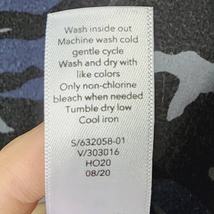 Wash inside out
Machine wash cold
gentle cycle
Wash and dry with
like colors
Only non-chlorine
bleach when needed
Tumble dry low
Cool iron
S/632058-01
V/303016
HO20
08/20